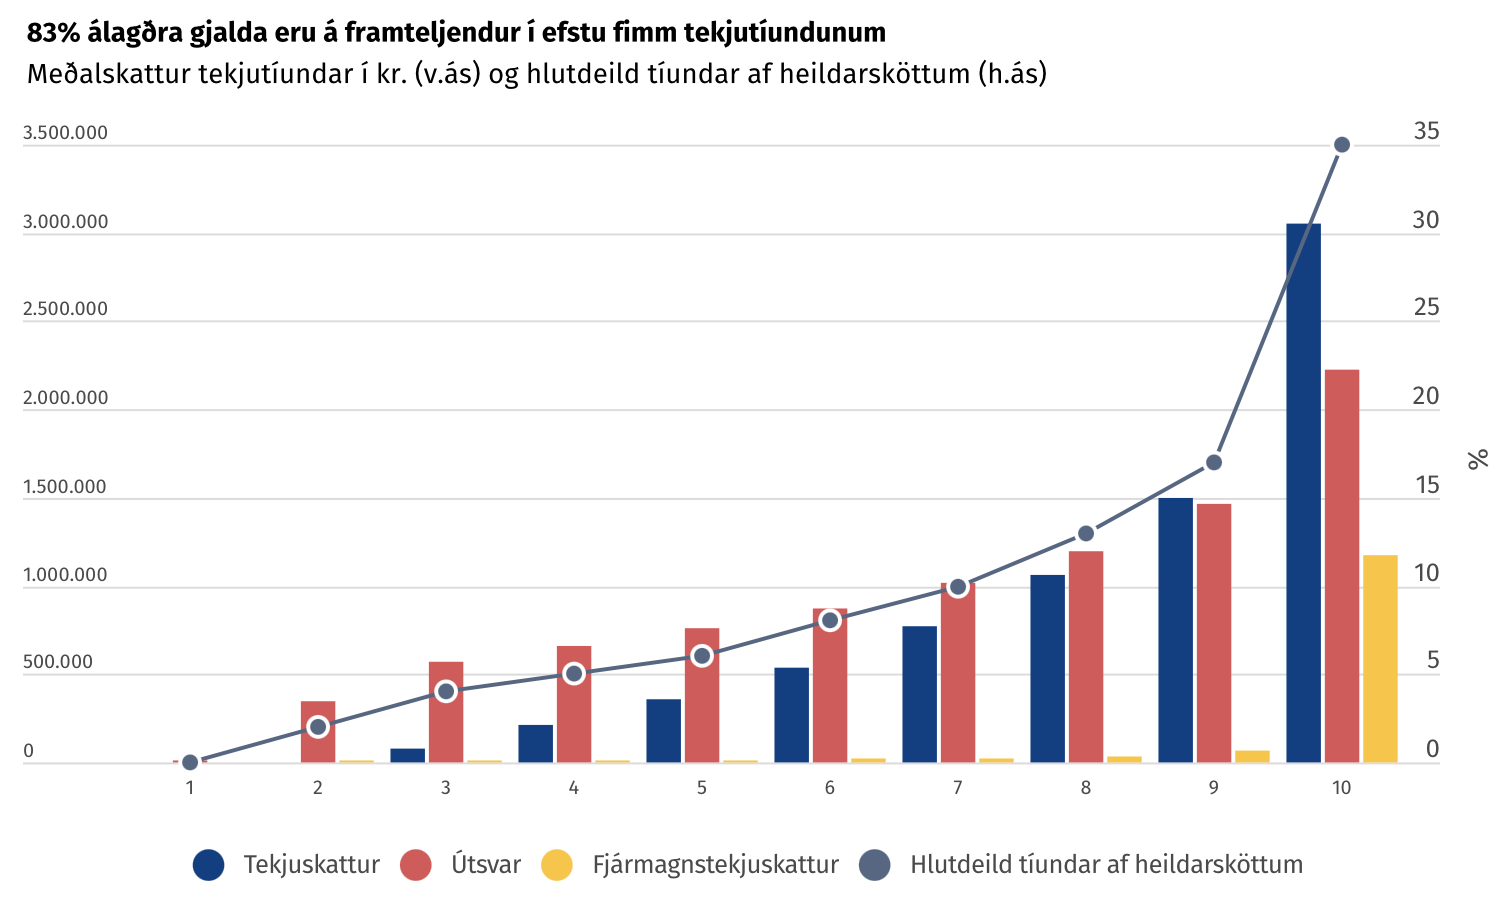 83% álagðra gjalda eru á framteljendur í efstu fimm tekjutíundunum
Meðalskattur tekjutíundar í kr. (v.ás) og hlutdeild tíundar af heildarsköttum (h.ás)
3.500.000 35
3.000.000 30
2.500.000 25
2.000.000 20
%
1.500.000 15
1.000.000 10
500.000 5
0 0
1 2 3 4 5 6 7 8 9 10
Tekjuskattur Útsvar Fjármagnstekjuskattur Hlutdeild tíundar af heildarsköttum